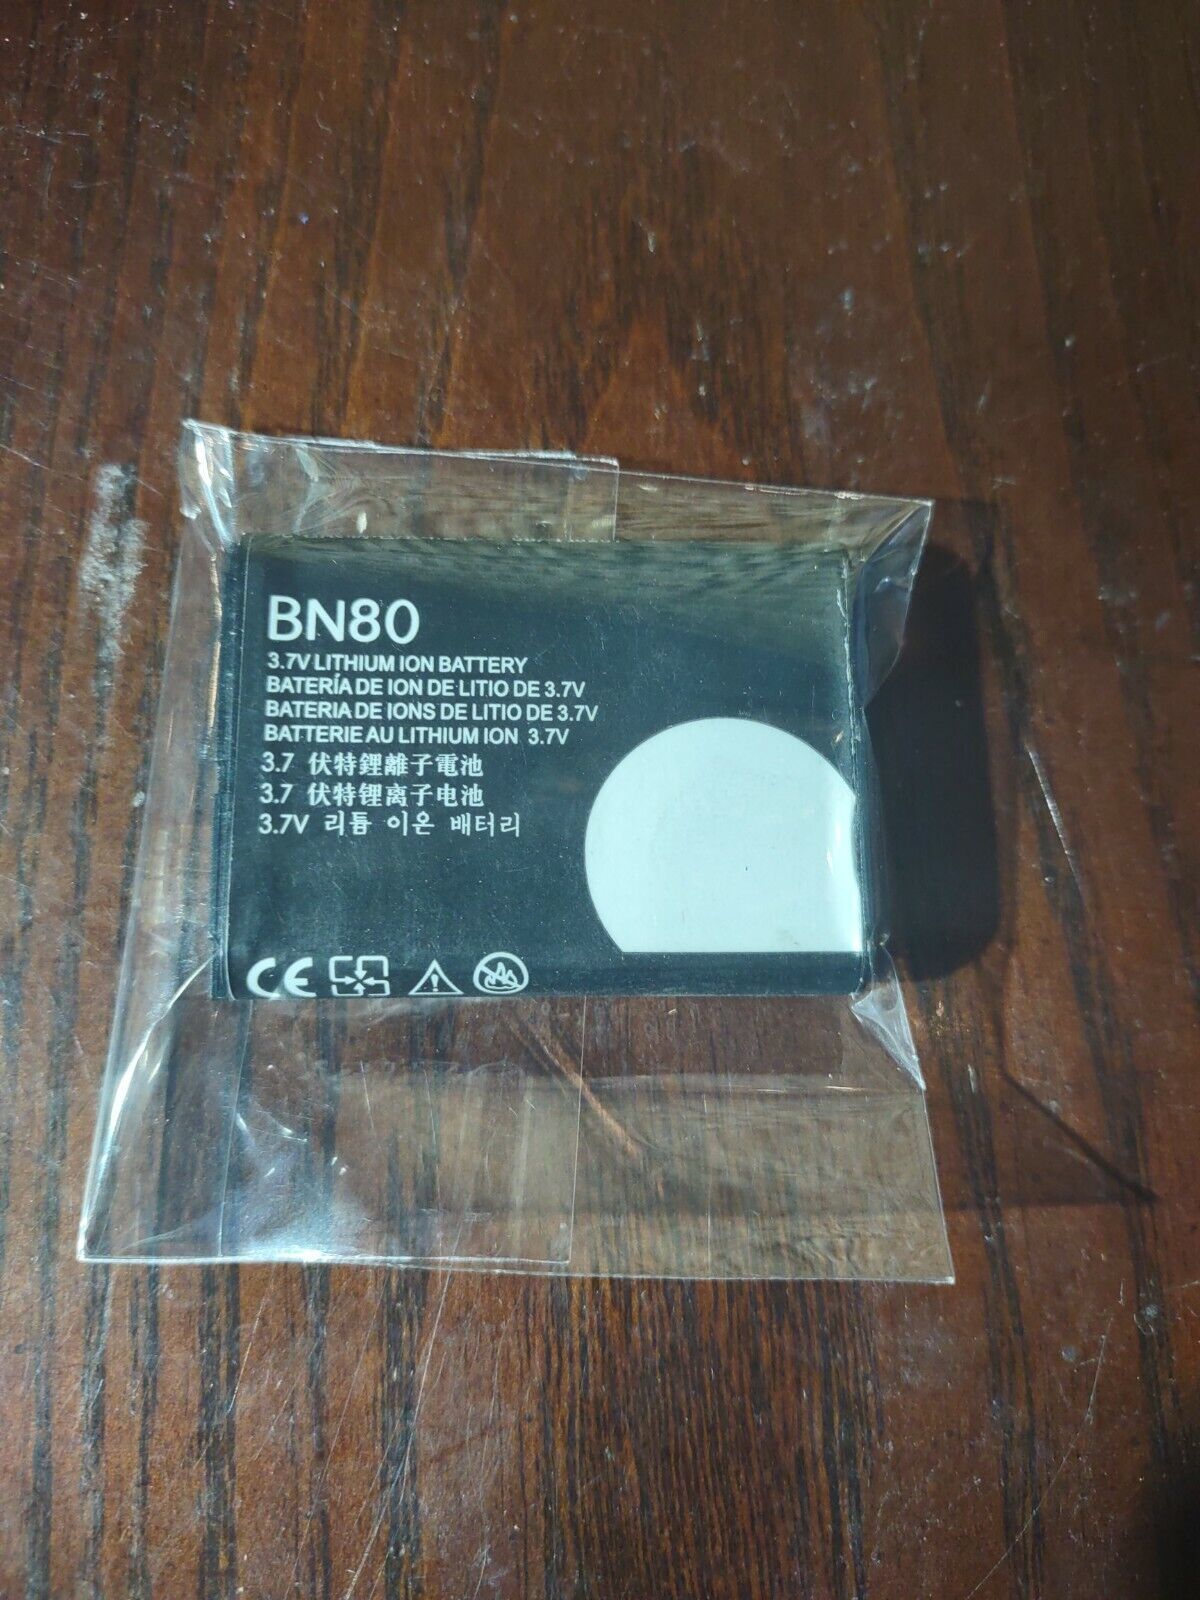 BN80
3.7V LITHIUM ION BATTERY
BATERÍA DE ION DE LITIO DE 3.7V
BATERIA DE IONS DE LITIO DE 3.7V
BATTERIE AU LITHIUM ION 3.7V
3.7 伏特鋰離子電池
3.7 伏特锂离子电池
3.7V 리튬 이온 배터리
CE